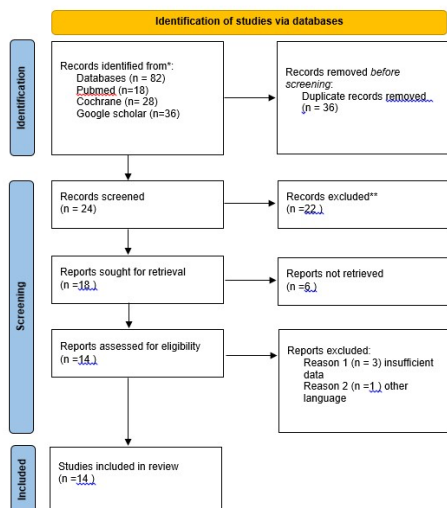 Identification of studies via databases
Identification
Records identified from*:
Databases (n = 82)
Pubmed (n=18)
Cochrane (n= 28)
Google scholar (n=36)
Records removed before
screening:
Duplicate records removed
(n = 36)
Screening
Records screened
(n = 24)
Records excluded**
(n =22 )
Reports sought for retrieval
(n =18 )
Reports not retrieved
(n =6 )
Reports assessed for eligibility
(n =14 )
Reports excluded:
Reason 1 (n = 3) insufficient
data
Reason 2 (n =1 ) other
language
Included
Studies included in review
(n =14 )